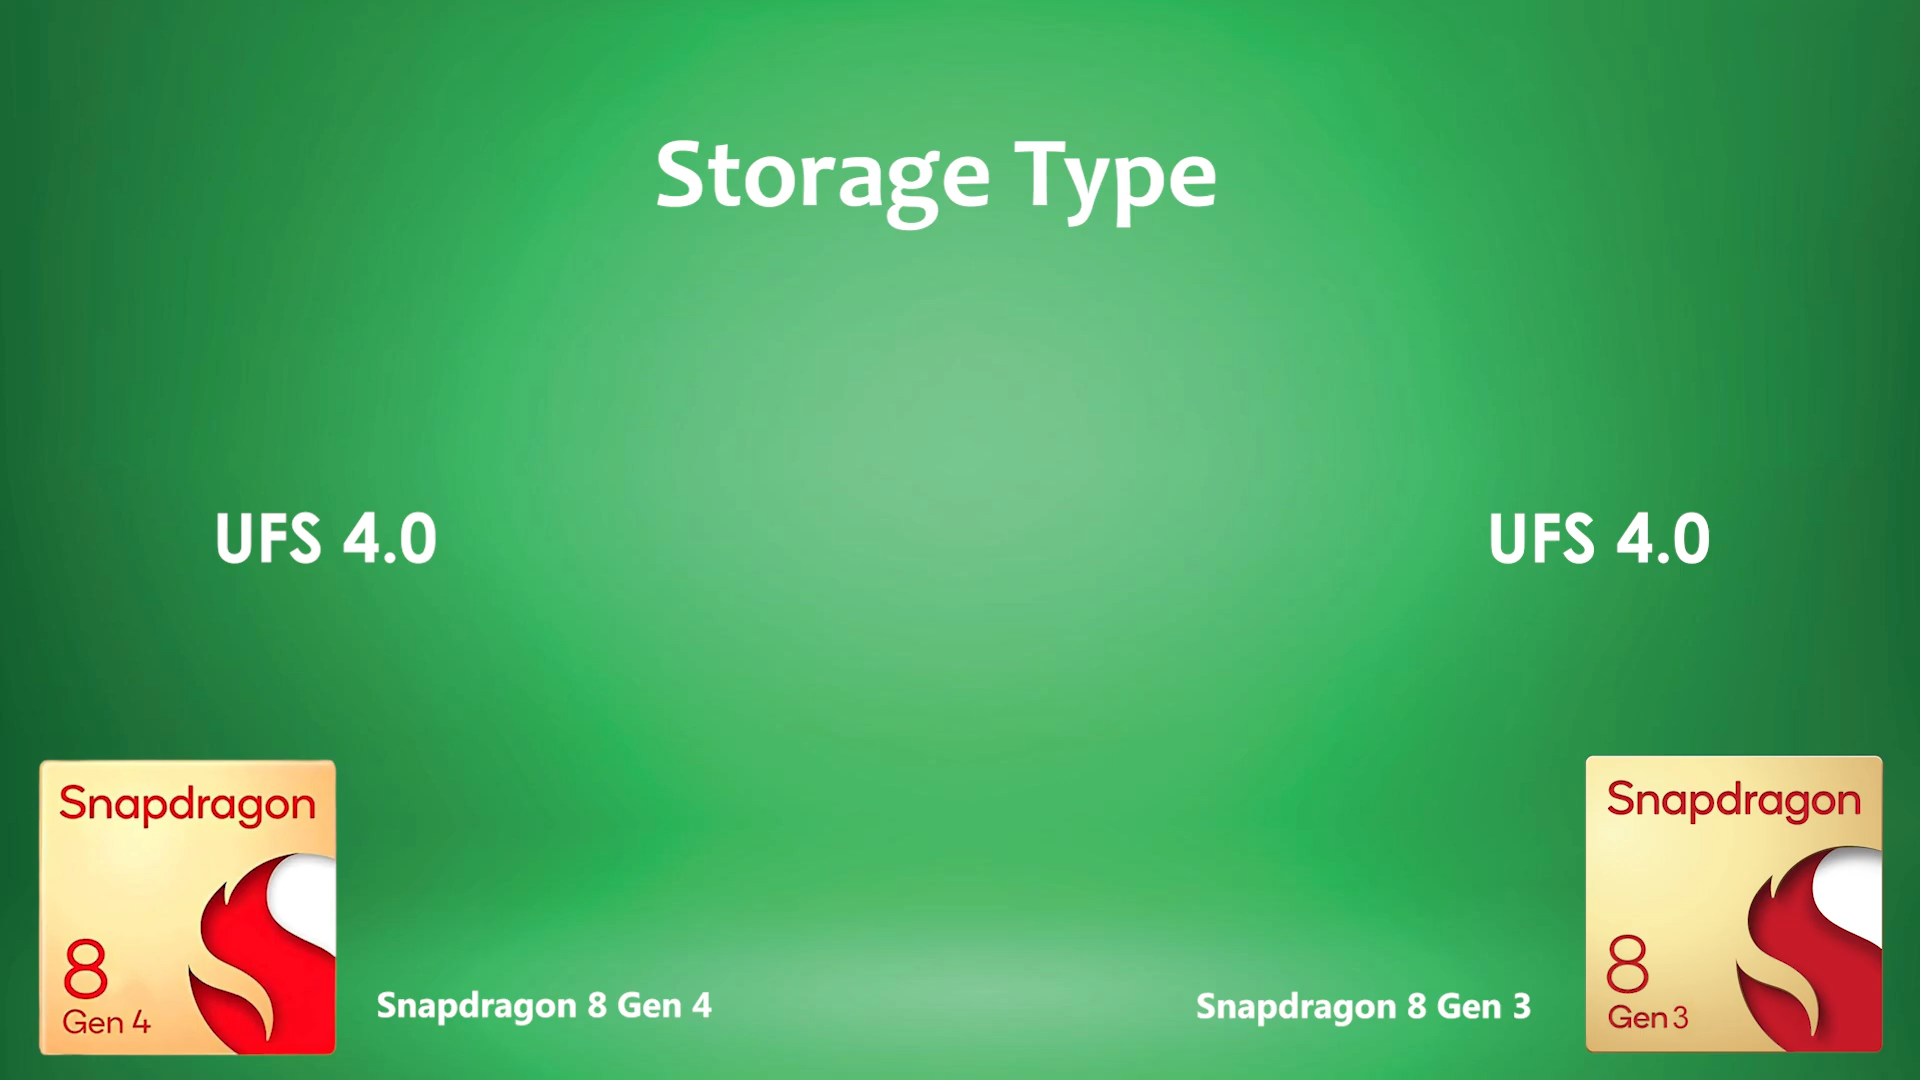 Storage Type
UFS 4.0
UFS 4.0
Snapdragon
8
Gen 4
Snapdragon 8 Gen 4
Snapdragon 8 Gen 3
Snapdragon
8
Gen 3